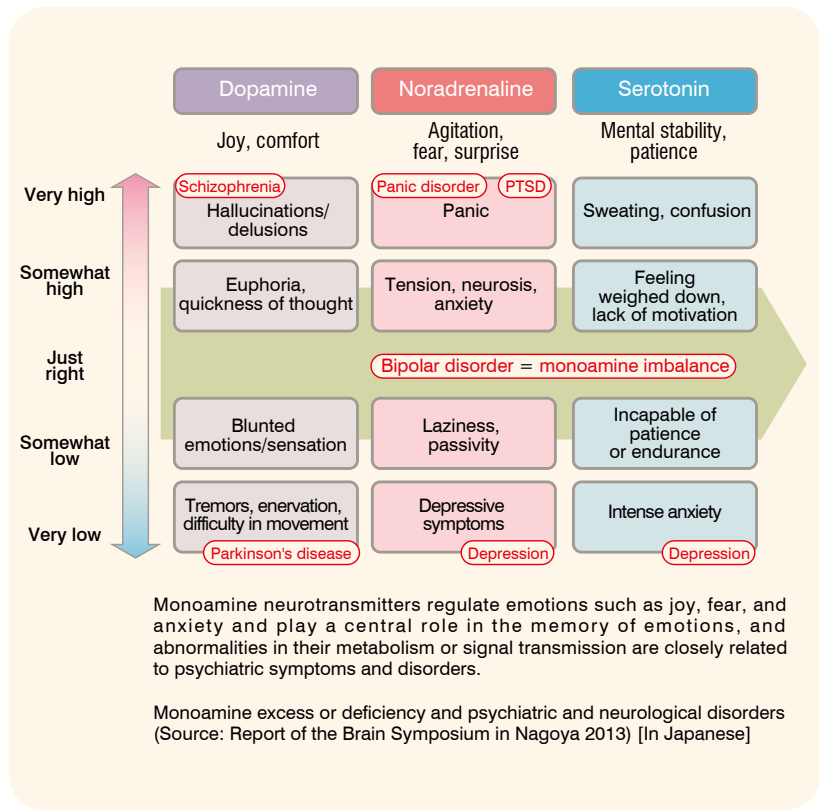 Dopamine
Noradrenaline
Serotonin
Joy, comfort
Agitation,
fear, surprise
Mental stability,
patience
Very high
Schizophrenia
Hallucinations/
delusions
Panic disorder
PTSD
Panic
Sweating, confusion
Somewhat
high
Euphoria,
quickness of thought
Tension, neurosis,
anxiety
Feeling
weighed down,
lack of motivation
Just
right
Bipolar disorder = monoamine imbalance
Somewhat
low
Blunted
emotions/sensation
Laziness,
passivity
Incapable of
patience
or endurance
Very low
Tremors, enervation,
difficulty in movement
Parkinson's disease
Depressive
symptoms
Depression
Intense anxiety
Depression
Monoamine neurotransmitters regulate emotions such as joy, fear, and
anxiety and play a central role in the memory of emotions, and
abnormalities in their metabolism or signal transmission are closely related
to psychiatric symptoms and disorders.
Monoamine excess or deficiency and psychiatric and neurological disorders
(Source: Report of the Brain Symposium in Nagoya 2013) [In Japanese]